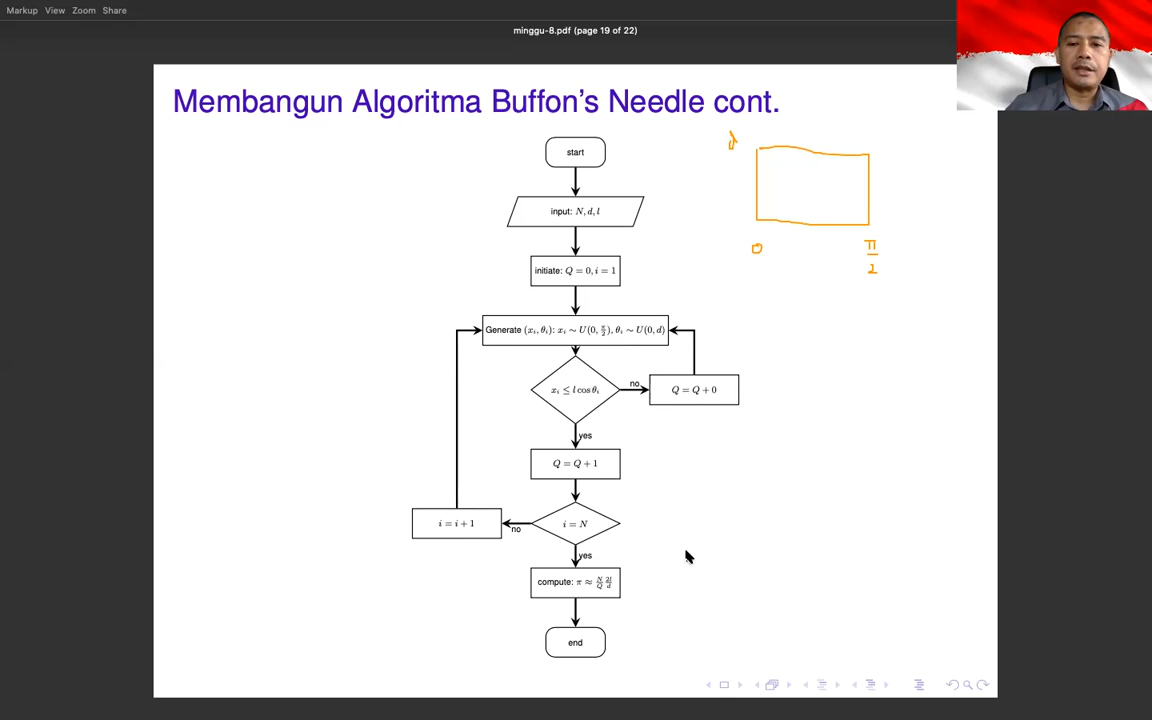 Markup View Zoom Share
minggu-8.pdf (page 19 of 22)
Membangun Algoritma Buffon's Needle cont.
d
start
input: N, d, l
0
π/2
initiate: Q = 0, i = 1
Generate (x_i, θ_i): x_i ∼ U(0, π/2), θ_i ∼ U(0, d)
x_i ≤ l cos θ_i
no
Q = Q + 0
yes
Q = Q + 1
i = i + 1
no
i = N
yes
compute: π ≈ N/Q 2l/d
end